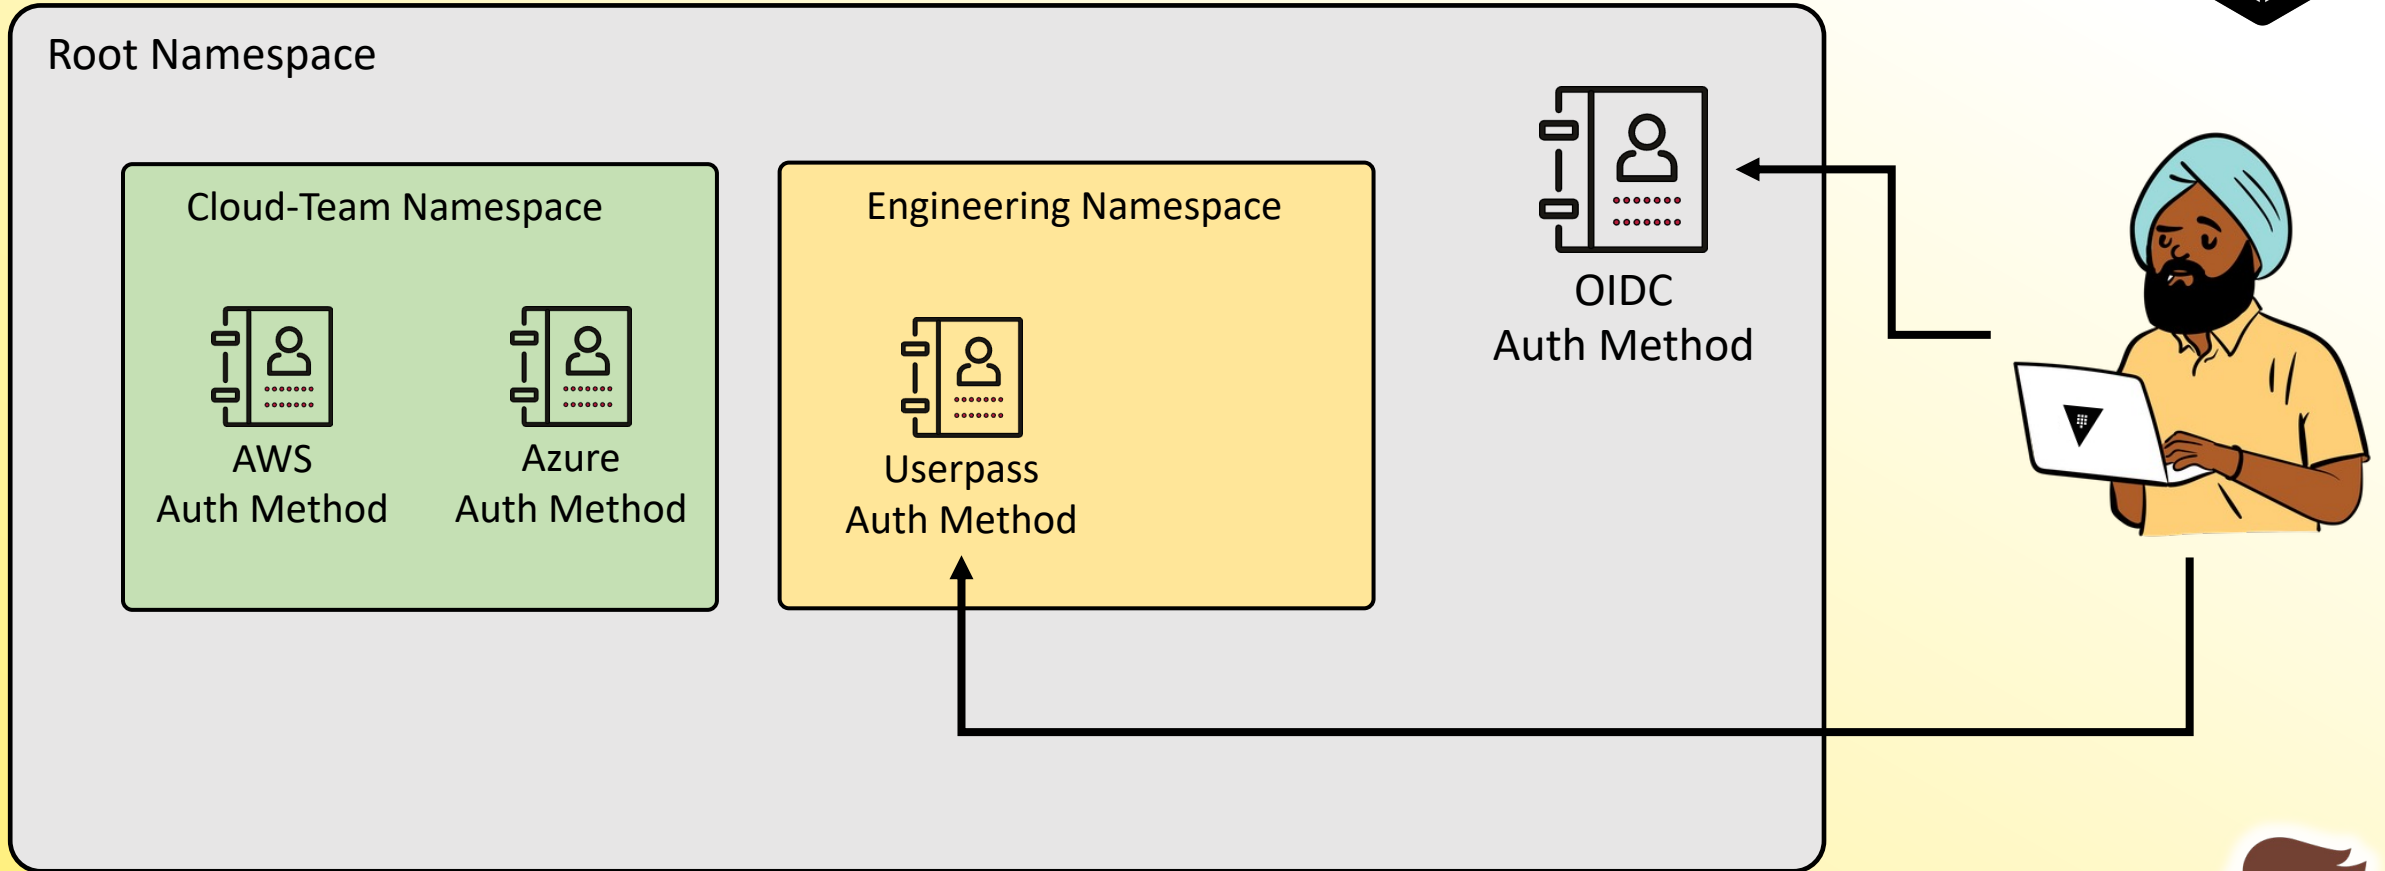 Root Namespace
Cloud-Team Namespace
AWS
Auth Method
Azure
Auth Method
Engineering Namespace
Userpass
Auth Method
OIDC
Auth Method